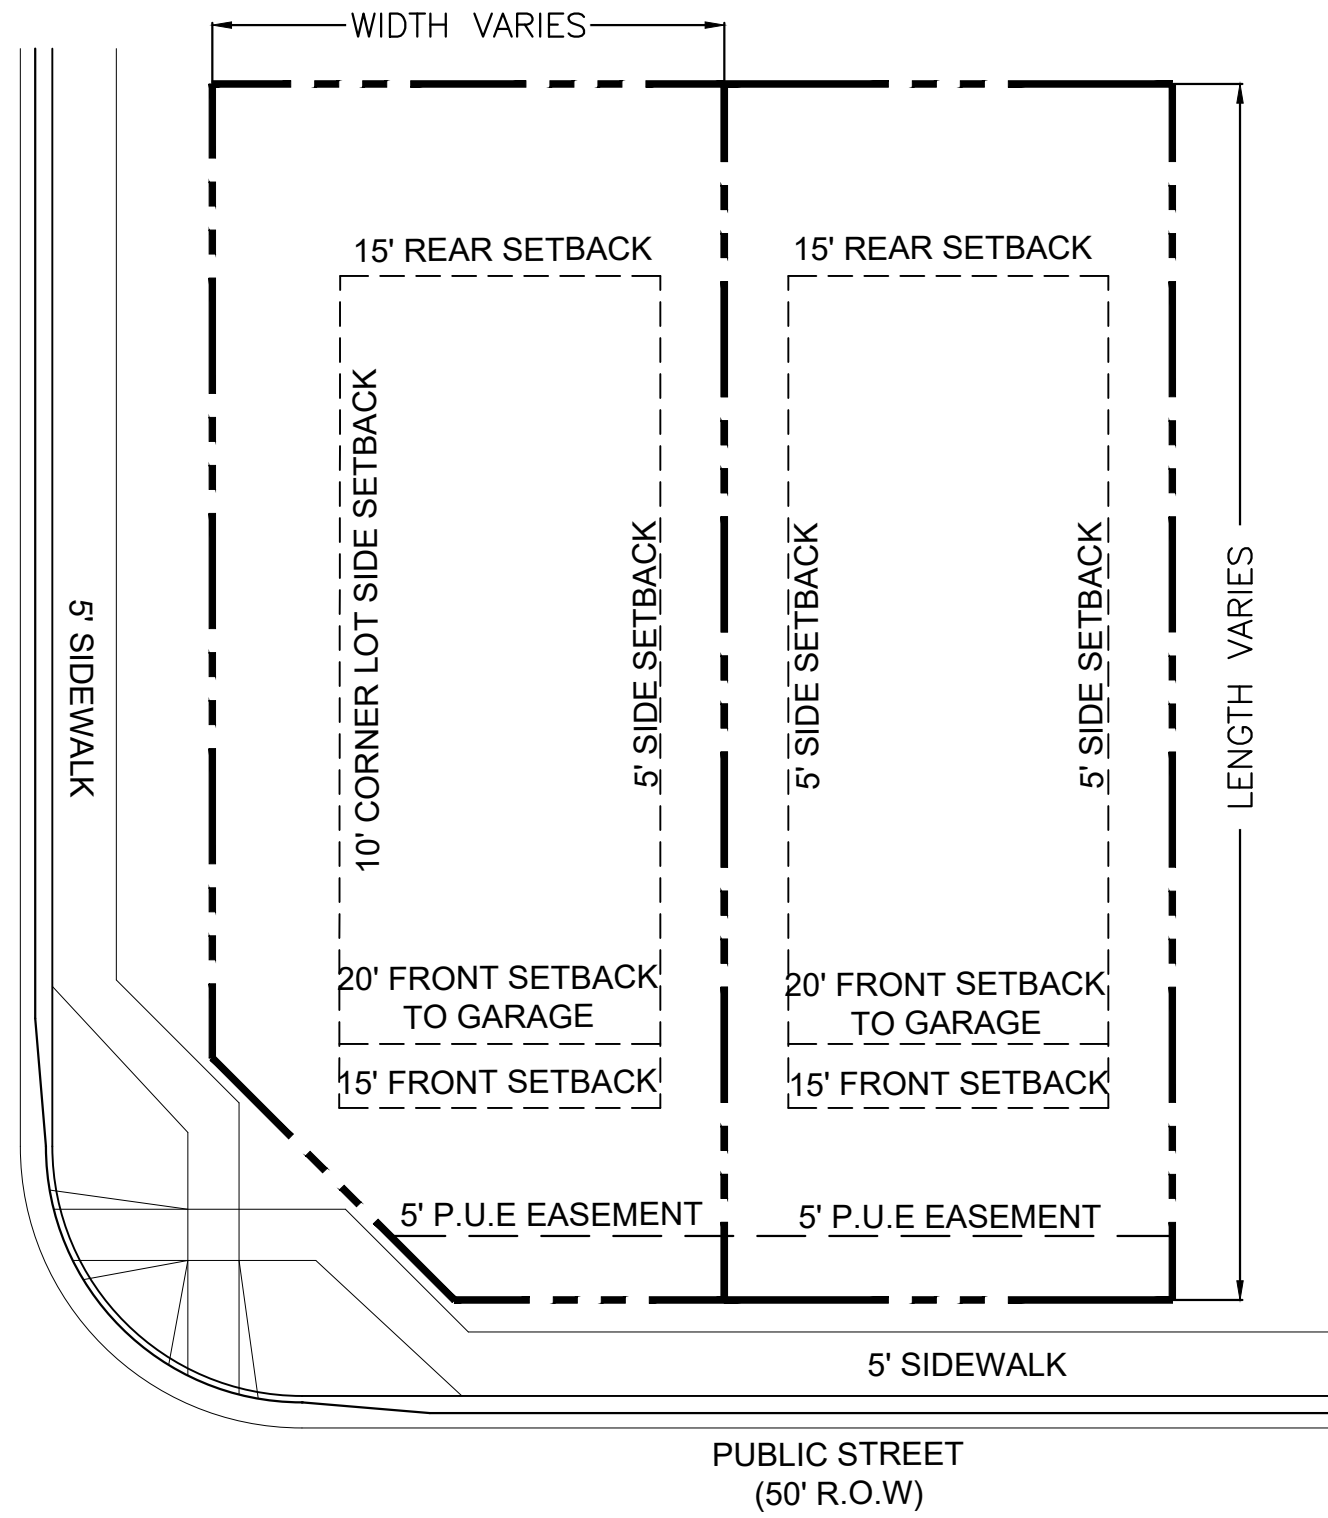 WIDTH VARIES
15' REAR SETBACK
15' REAR SETBACK
10' CORNER LOT SIDE SETBACK
5' SIDE SETBACK
5' SIDE SETBACK
5' SIDE SETBACK
LENGTH VARIES
5' SIDEWALK
20' FRONT SETBACK
TO GARAGE
20' FRONT SETBACK
TO GARAGE
15' FRONT SETBACK
15' FRONT SETBACK
5' P.U.E EASEMENT
5' P.U.E EASEMENT
5' SIDEWALK
PUBLIC STREET
(50' R.O.W)